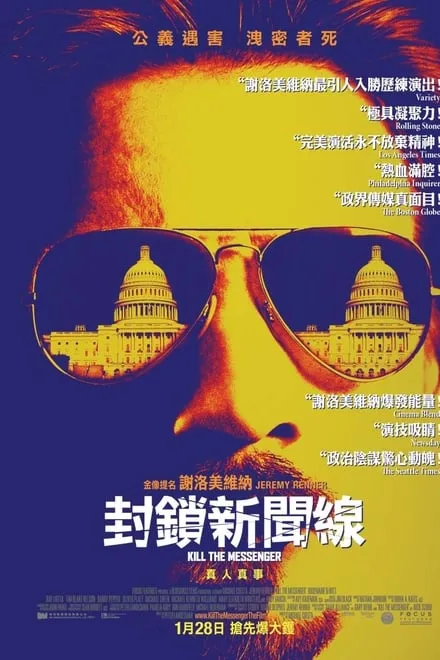 公義遇害 洩密者死
“謝洛美維納最引人入勝歷練演出!
Variety
“極具凝聚力!
Rolling Stone
“完美演活永不放棄精神!
Los Angeles Times
“熱血滿腔!
Philadelphia Inquirer
“政界傳媒真面目!
The Boston Globe
“謝洛美維納爆發能量!
Cinema Blend
“演技吸睛!
Newsday
“政治陰謀驚心動魄!
The Seattle Times
金像提名 謝洛美維納 JEREMY RENNER
封鎖新聞線
KILL THE MESSENGER
真人真事
www.KillTheMessengerTheFilm.com
FOCUS
1月28日 搶先爆大鑊